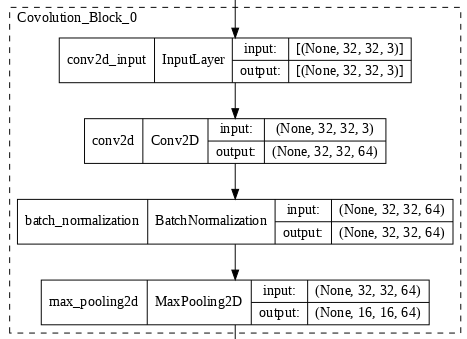 Covolution_Block_0
conv2d_input InputLayer input: [(None, 32, 32, 3)]
output: [(None, 32, 32, 3)]
conv2d Conv2D input: (None, 32, 32, 3)
output: (None, 32, 32, 64)
batch_normalization BatchNormalization input: (None, 32, 32, 64)
output: (None, 32, 32, 64)
max_pooling2d MaxPooling2D input: (None, 32, 32, 64)
output: (None, 16, 16, 64)